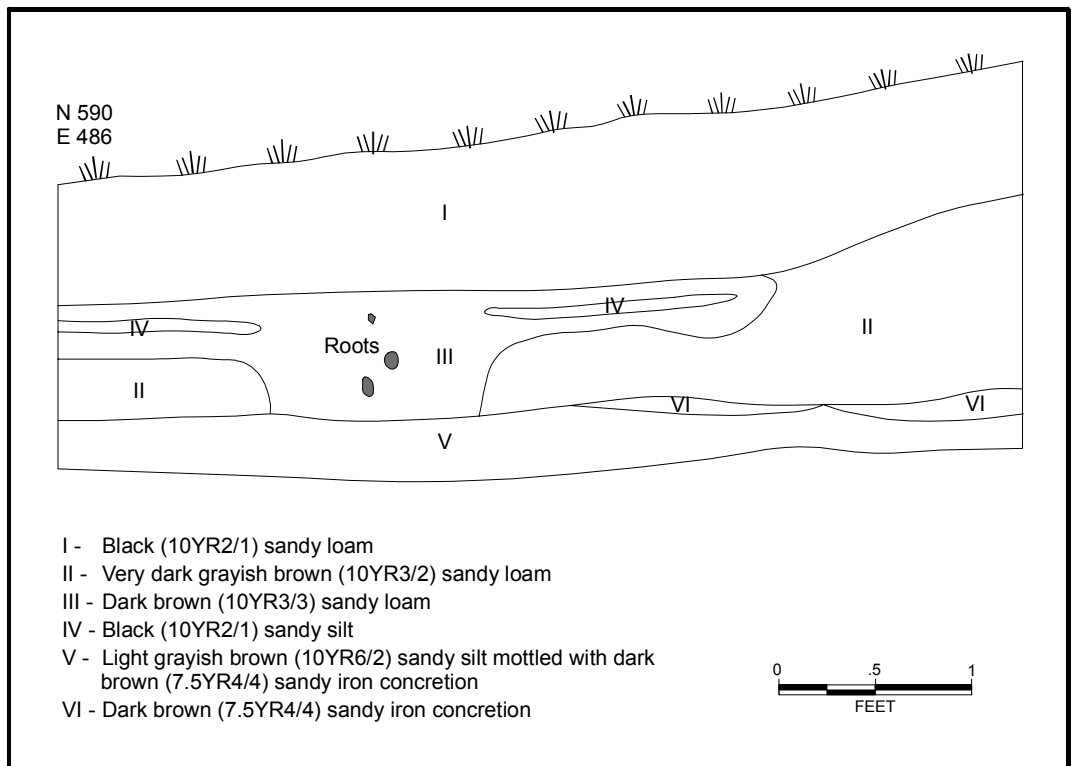 N 590
E 486
I
IV
IV
II
Roots
III
II
VI
VI
V
I - Black (10YR2/1) sandy loam
II - Very dark grayish brown (10YR3/2) sandy loam
III - Dark brown (10YR3/3) sandy loam
IV - Black (10YR2/1) sandy silt
V - Light grayish brown (10YR6/2) sandy silt mottled with dark
brown (7.5YR4/4) sandy iron concretion
VI - Dark brown (7.5YR4/4) sandy iron concretion
0 .5 1
FEET